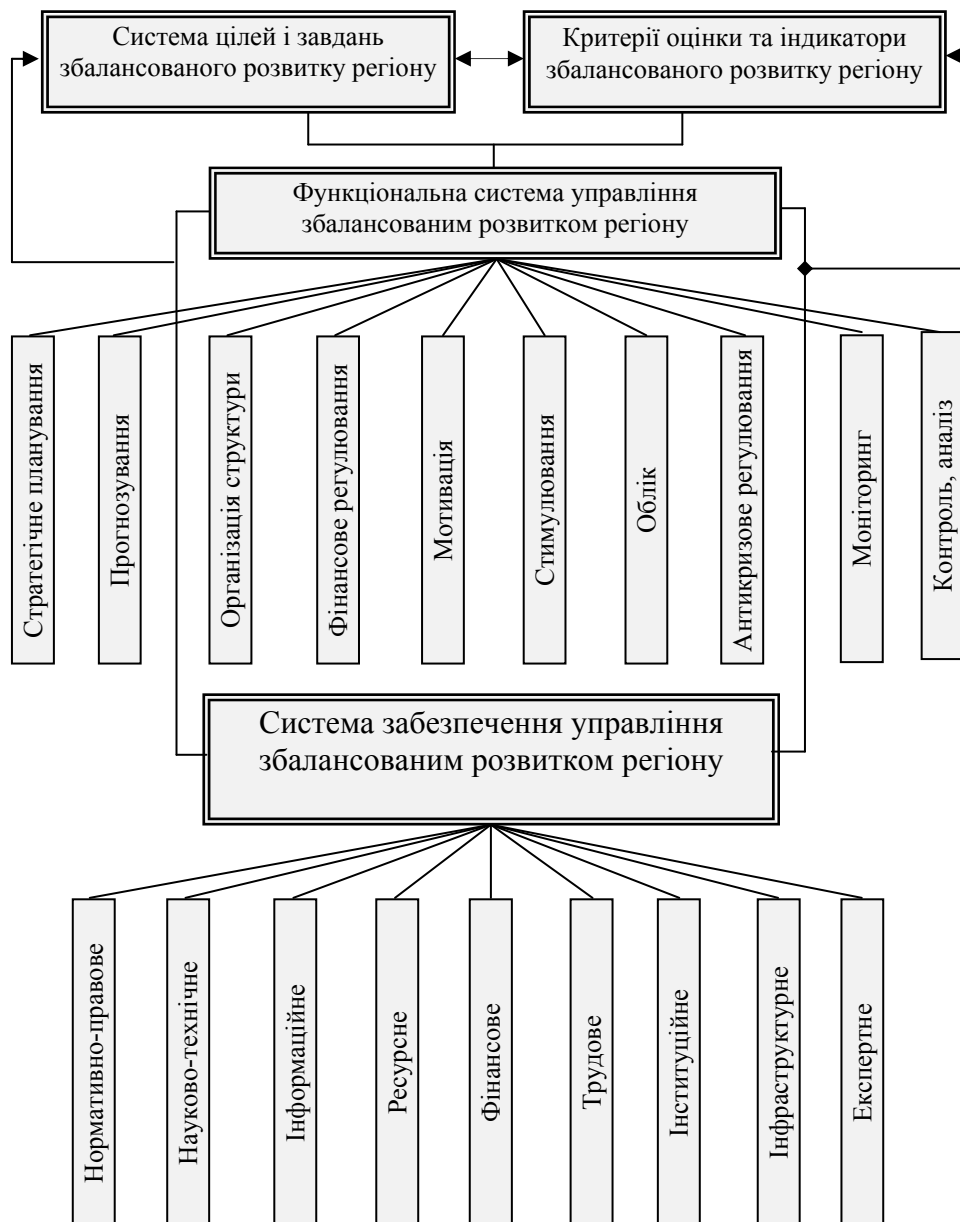 Система цілей і завдань
збалансованого розвитку регіону
Критерії оцінки та індикатори
збалансованого розвитку регіону
Функціональна система управління
збалансованим розвитком регіону
Стратегічне планування
Прогнозування
Організація структури
Фінансове регулювання
Мотивація
Стимулювання
Облік
Антикризове регулювання
Моніторинг
Контроль, аналіз
Система забезпечення управління
збалансованим розвитком регіону
Нормативно-правове
Науково-технічне
Інформаційне
Ресурсне
Фінансове
Трудове
Інституційне
Інфраструктурне
Експертне